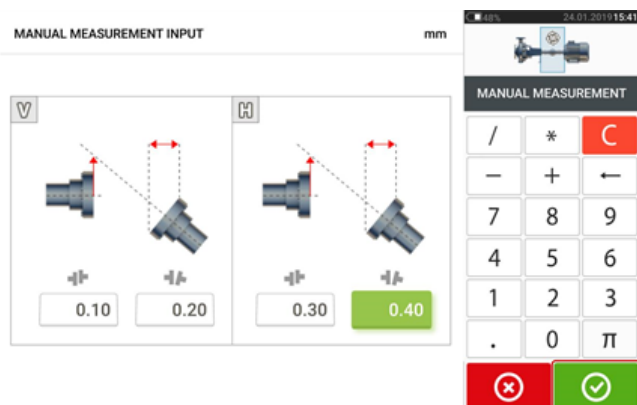 MANUAL MEASUREMENT INPUT mm
48% 24.01.2019 15:41
MANUAL MEASUREMENT
V H
0.10 0.20 0.30 0.40
/ * C
− + ←
7 8 9
4 5 6
1 2 3
. 0 π